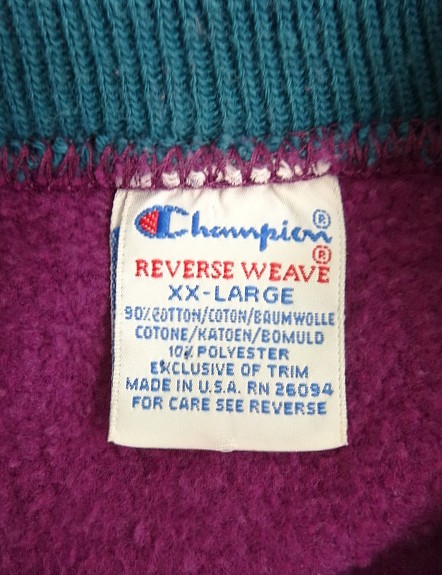 Champion®
REVERSE WEAVE®
XX-LARGE
90% COTTON/COTON/BAUMWOLLE
COTONE/KATOEN/BOMULD
10% POLYESTER
EXCLUSIVE OF TRIM
MADE IN U.S.A. RN 26094
FOR CARE SEE REVERSE